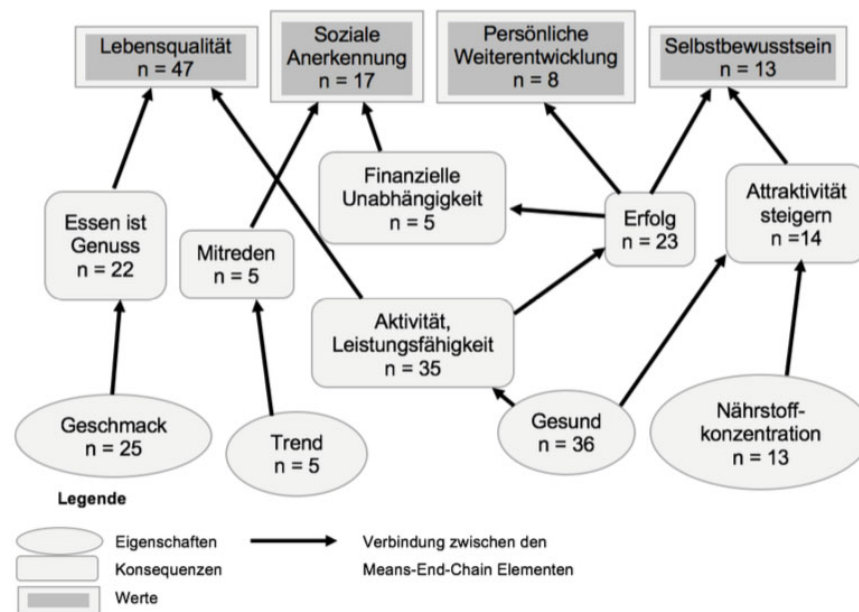 Lebensqualität
n = 47
Soziale
Anerkennung
n = 17
Persönliche
Weiterentwicklung
n = 8
Selbstbewusstsein
n = 13
Finanzielle
Unabhängigkeit
n = 5
Essen ist
Genuss
n = 22
Mitreden
n = 5
Erfolg
n = 23
Attraktivität
steigern
n =14
Aktivität,
Leistungsfähigkeit
n = 35
Geschmack
n = 25
Trend
n = 5
Gesund
n = 36
Nährstoff-
konzentration
n = 13
Legende
Eigenschaften
Verbindung zwischen den
Konsequenzen
Means-End-Chain Elementen
Werte